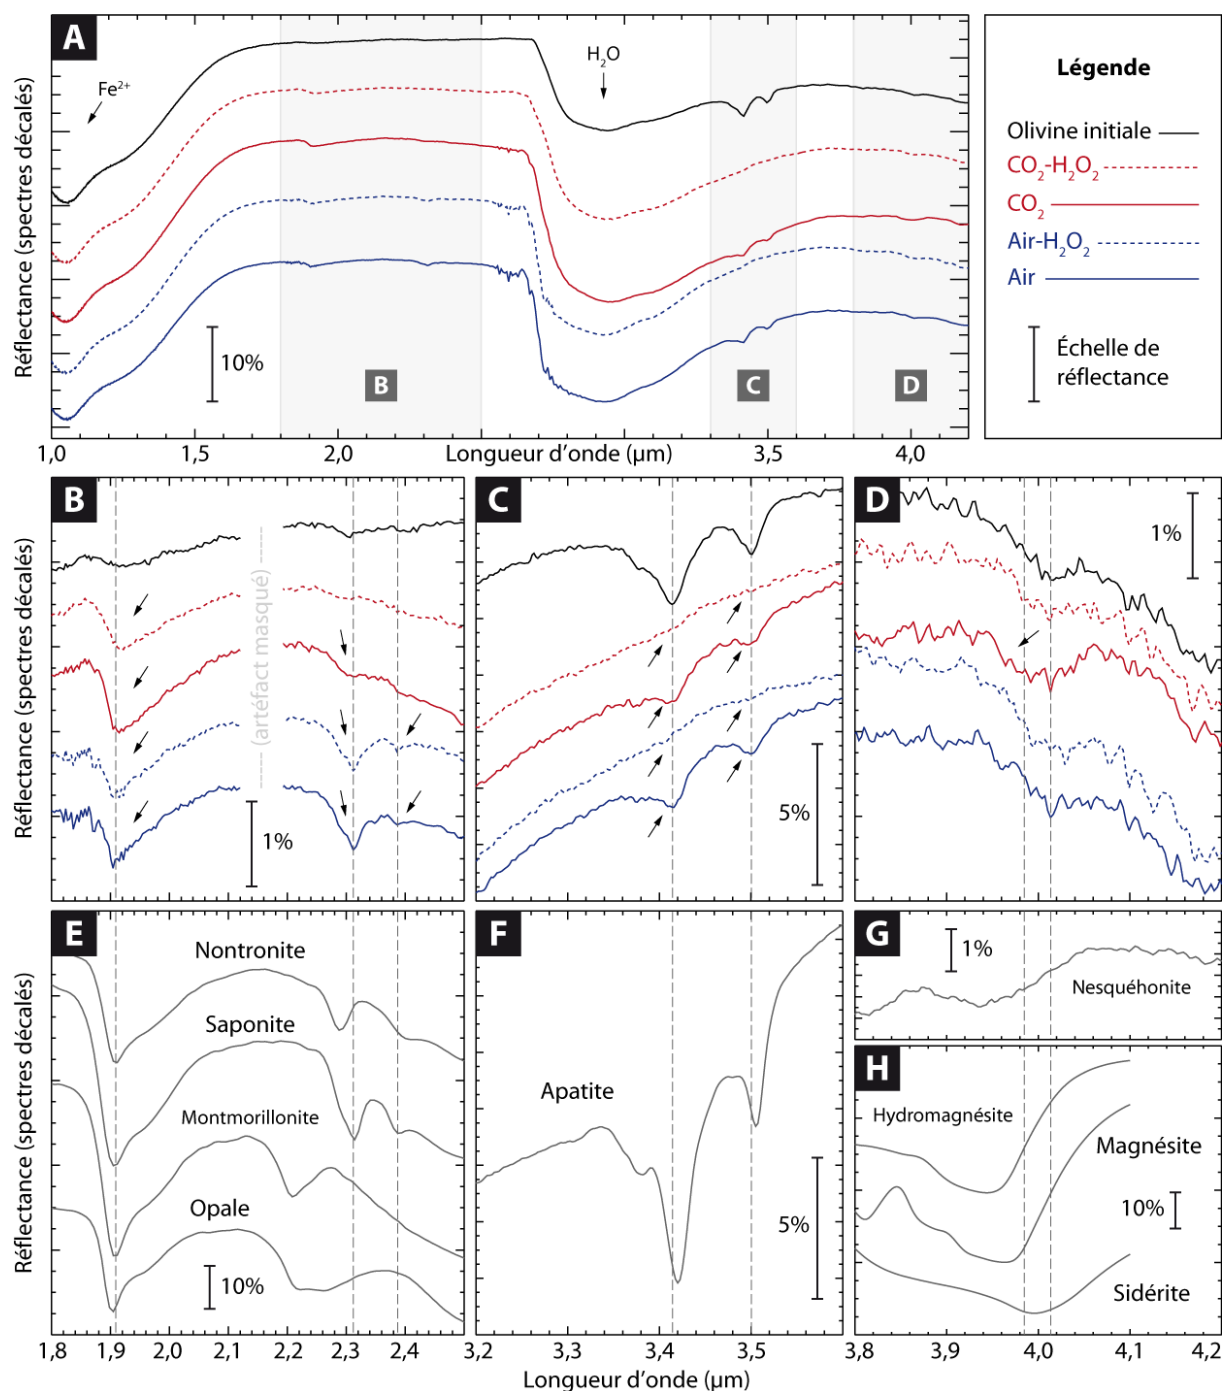 A
Fe²⁺
H₂O
10%
B
C
D
Réflectance (spectres décalés)
1,0
1,5
2,0
Longueur d'onde (µm)
3,5
4,0
Légende
Olivine initiale
CO₂-H₂O₂
CO₂
Air-H₂O₂
Air
Échelle de
réflectance
B
(artéfact masqué)
1%
Réflectance (spectres décalés)
C
5%
D
1%
E
Nontronite
Saponite
Montmorillonite
Opale
10%
Réflectance (spectres décalés)
F
Apatite
5%
G
1%
Nesquéhonite
H
Hydromagnésite
Magnésite
10%
Sidérite
1,8
1,9
2,0
2,1
2,2
2,3
2,4
3,2
3,3
3,4
3,5
3,8
3,9
4,0
4,1
4,2
Longueur d'onde (µm)